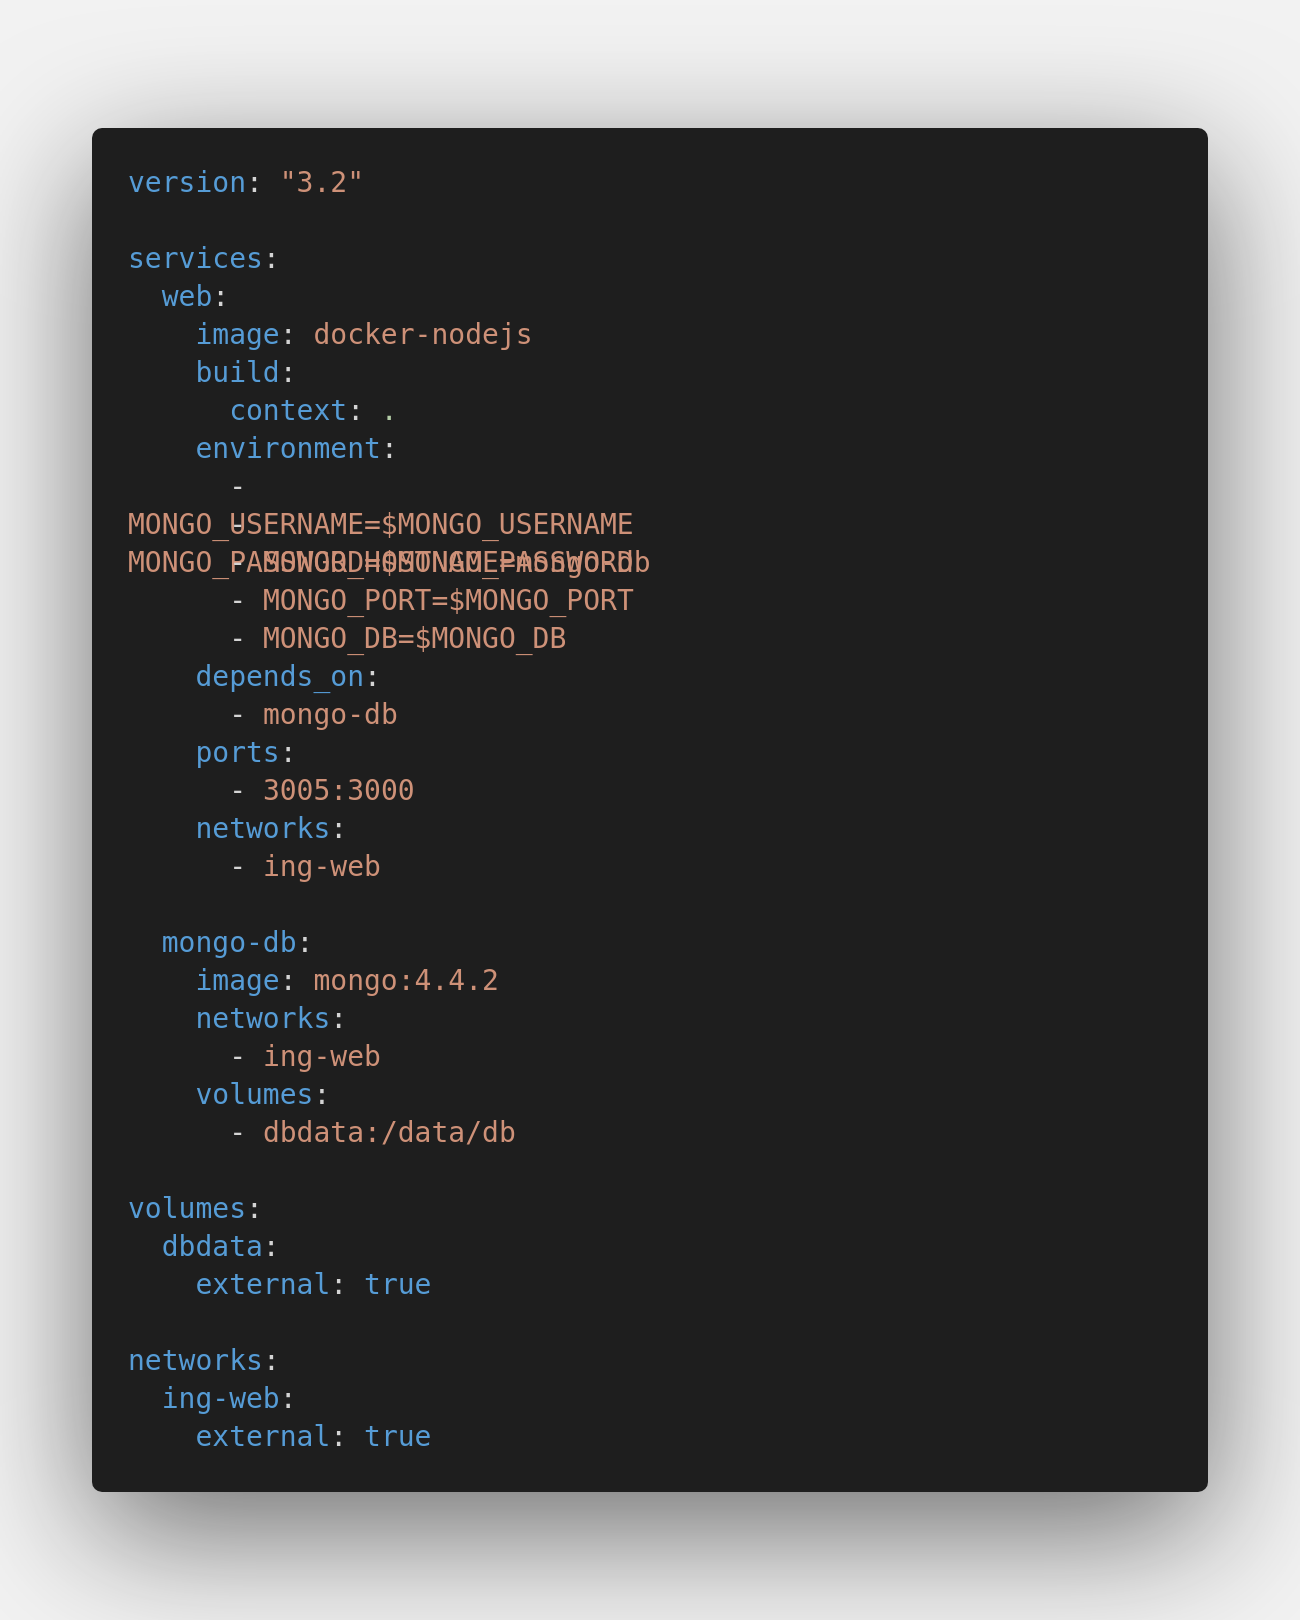 version: "3.2"

services:
  web:
    image: docker-nodejs
    build:
      context: .
    environment:
      -
MONGO_USERNAME=$MONGO_USERNAME
      -
MONGO_PASSWORD=$MONGO_PASSWORD
      - MONGO_HOSTNAME=mongo-db
      - MONGO_PORT=$MONGO_PORT
      - MONGO_DB=$MONGO_DB
    depends_on:
      - mongo-db
    ports:
      - 3005:3000
    networks:
      - ing-web

  mongo-db:
    image: mongo:4.4.2
    networks:
      - ing-web
    volumes:
      - dbdata:/data/db

volumes:
  dbdata:
    external: true

networks:
  ing-web:
    external: true